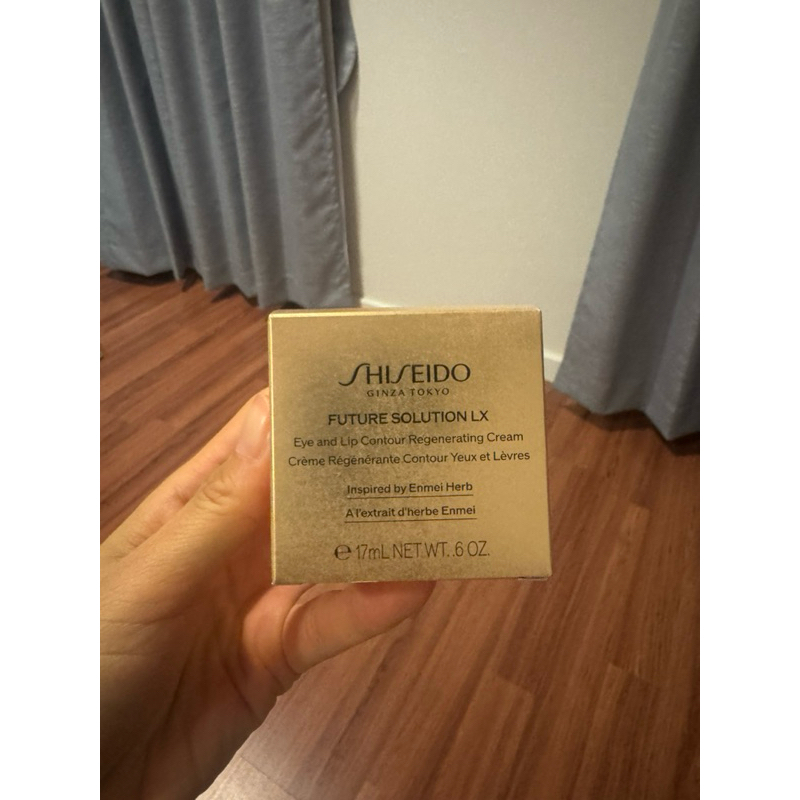 SHISEIDO
GINZA TOKYO
FUTURE SOLUTION LX
Eye and Lip Contour Regenerating Cream
Crème Régénérante Contour Yeux et Lèvres
Inspired by Enmei Herb
A l'extrait d'herbe Enmei
℮ 17mL NET WT. .6 OZ.